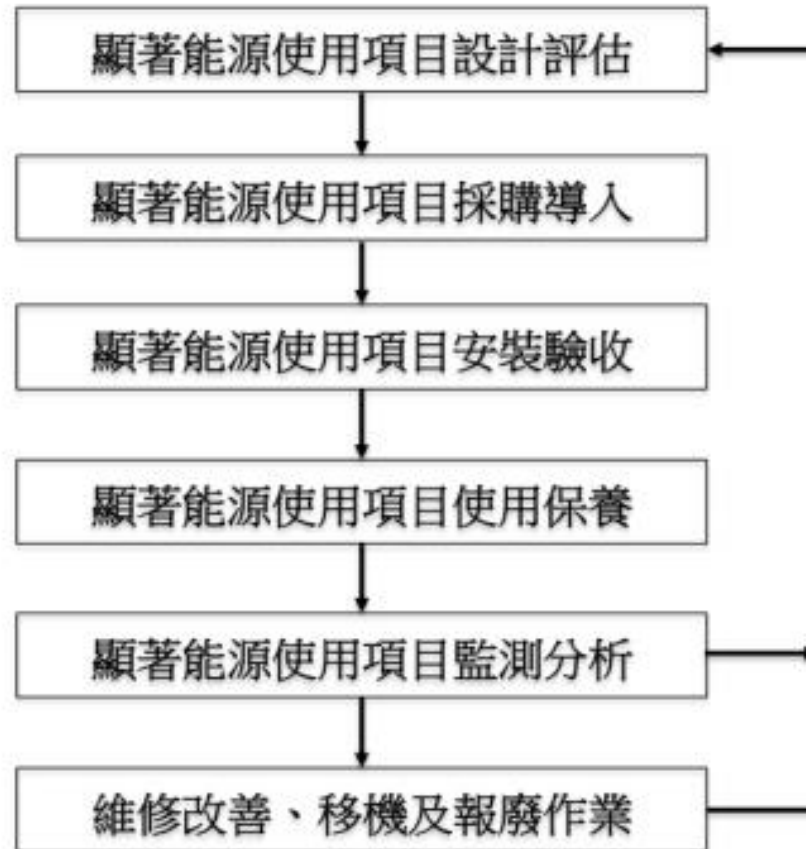 顯著能源使用項目設計評估
顯著能源使用項目採購導入
顯著能源使用項目安裝驗收
顯著能源使用項目使用保養
顯著能源使用項目監測分析
維修改善、移機及報廢作業